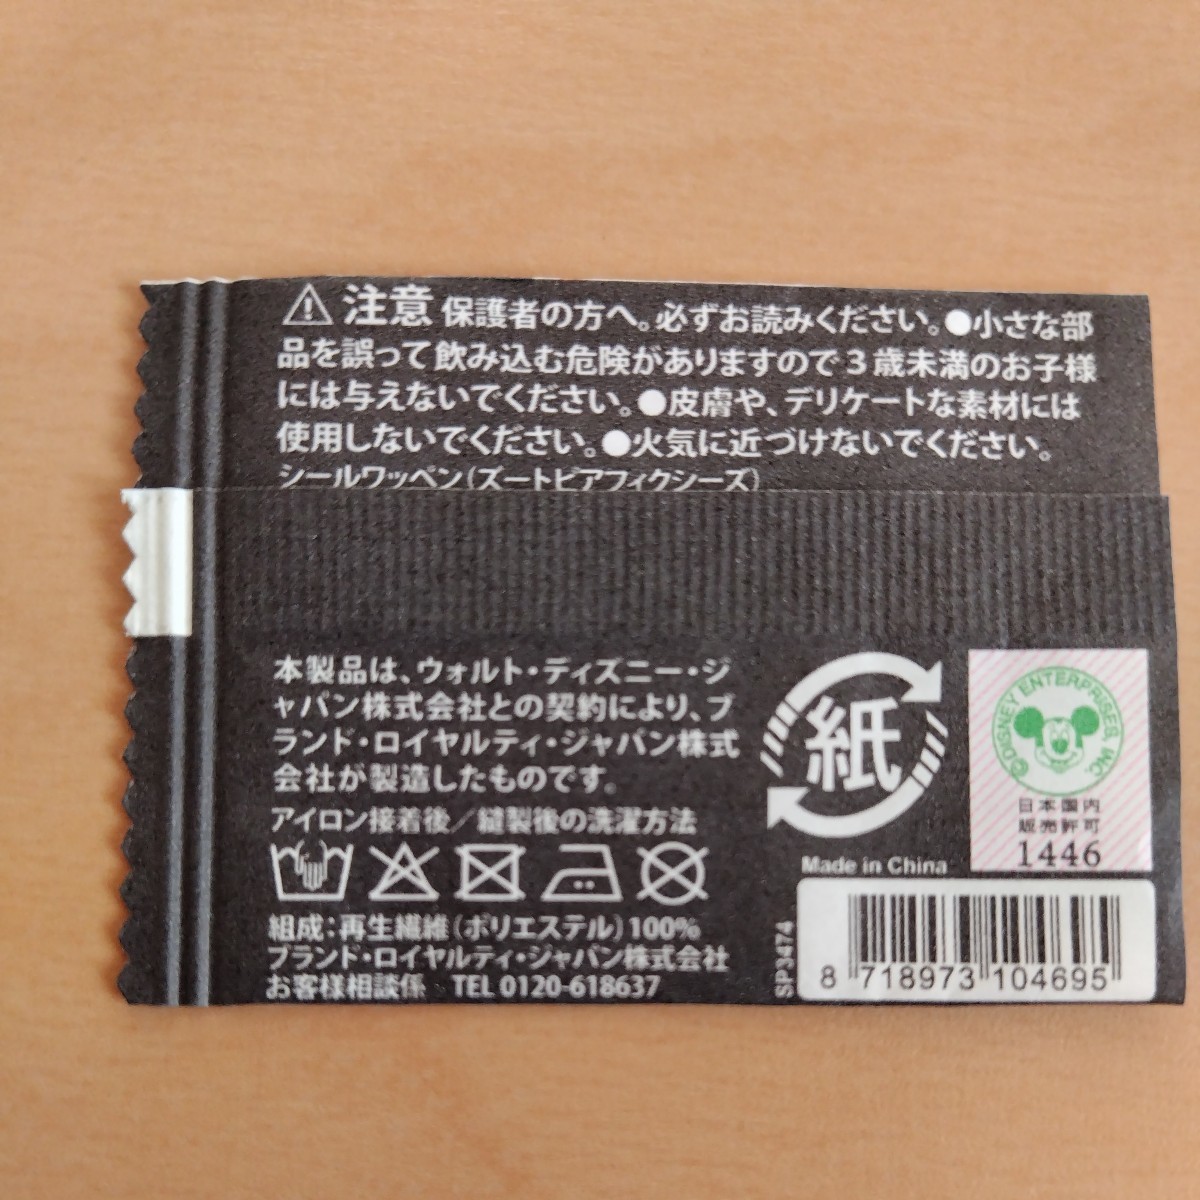 注意 保護者の方へ。必ずお読みください。●小さな部
品を誤って飲み込む危険がありますので3歳未満のお子様
には与えないでください。●皮膚や、デリケートな素材には
使用しないでください。●火気に近づけないでください。
シールワッペン(ズートピアフィクシーズ)
本製品は、ウォルト・ディズニー・ジ
ャパン株式会社との契約により、ブ
ランド・ロイヤルティ・ジャパン株式
会社が製造したものです。
アイロン接着後/縫製後の洗濯方法
組成:再生繊維(ポリエステル)100%
ブランド・ロイヤルティ・ジャパン株式会社
お客様相談係 TEL 0120-618637
紙
©DISNEY ENTERPRISES, INC.
日本国内
販売許可
1446
Made in China
SP3474
8 718973 104695